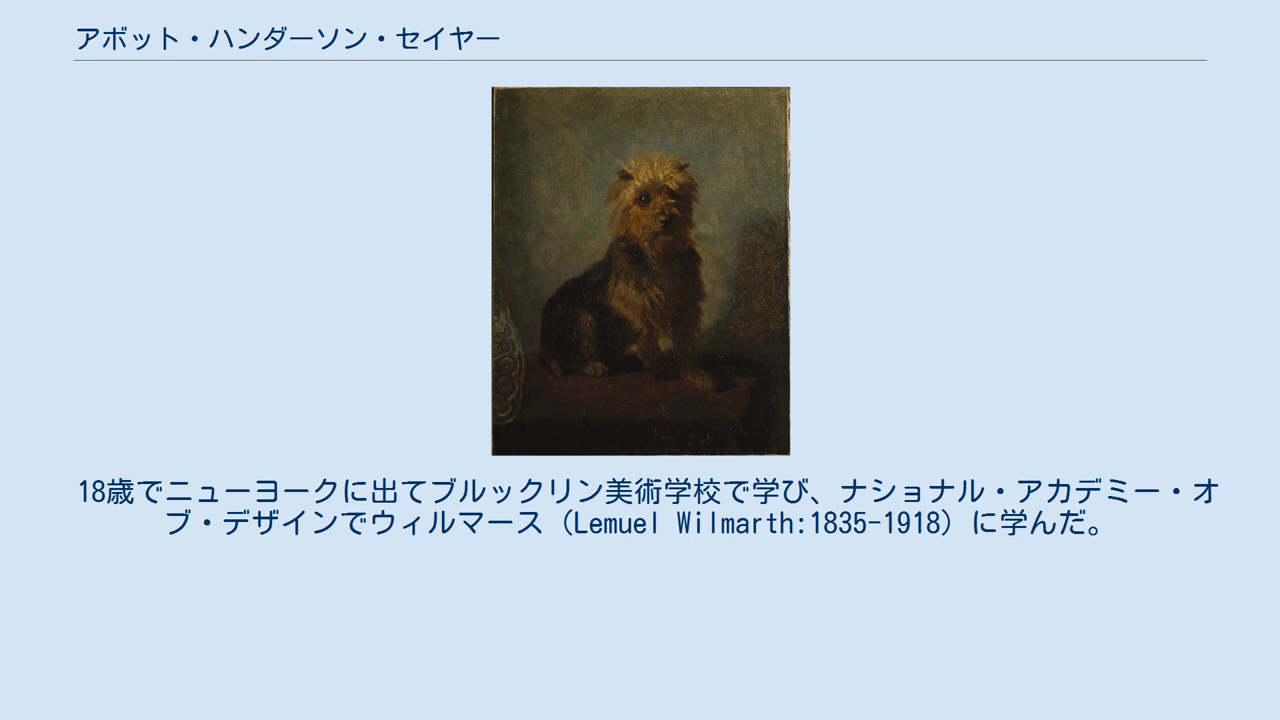 アボット・ハンダーソン・セイヤー
18歳でニューヨークに出てブルックリン美術学校で学び、ナショナル・アカデミー・オ
ブ・デザインでウィルマース（Lemuel Wilmarth:1835-1918）に学んだ。